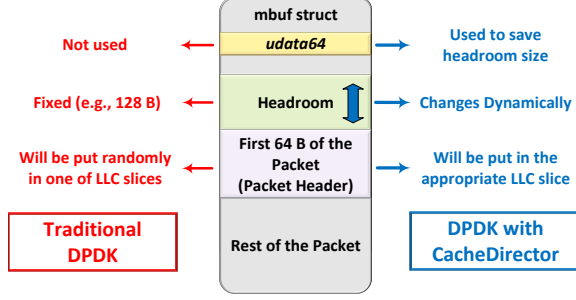 mbuf struct
Not used
udata64
Used to save
headroom size
Fixed (e.g., 128 B)
Headroom
Changes Dynamically
Will be put randomly
in one of LLC slices
First 64 B of the
Packet
(Packet Header)
Will be put in the
appropriate LLC slice
Traditional
DPDK
Rest of the Packet
DPDK with
CacheDirector